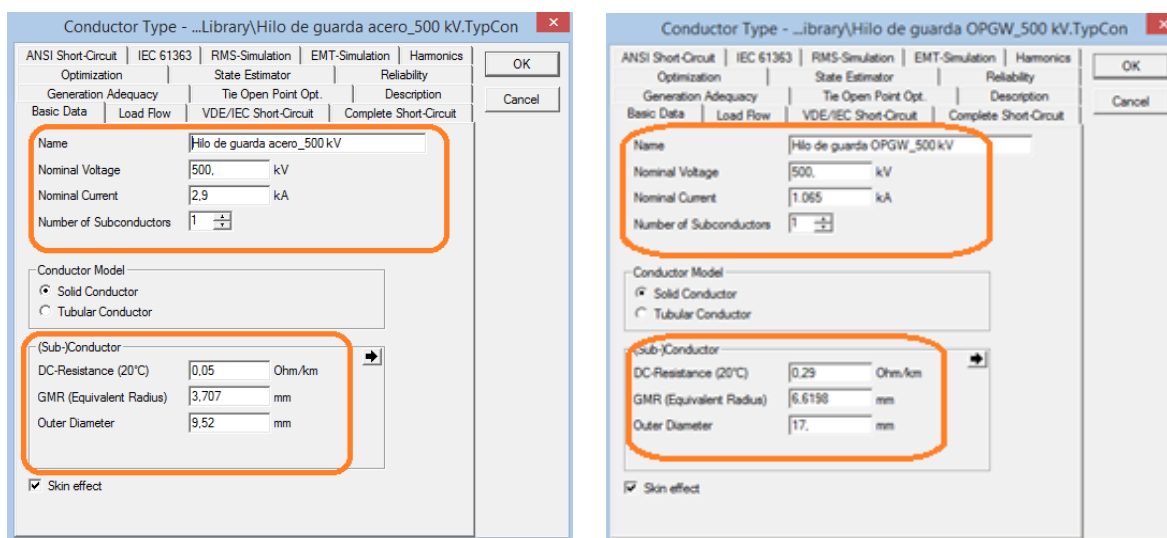 Conductor Type - ...Library\Hilo de guarda acero_500 kV.TypCon
ANSI Short-Circuit IEC 61363 RMS-Simulation EMT-Simulation Harmonics
Optimization State Estimator Reliability
Generation Adequacy Tie Open Point Opt. Description
Basic Data Load Flow VDE/IEC Short-Circuit Complete Short-Circuit
OK
Cancel
Name Hilo de guarda acero_500 kV
Nominal Voltage 500, kV
Nominal Current 2,9 kA
Number of Subconductors 1
Conductor Model
Solid Conductor
Tubular Conductor
(Sub-)Conductor
DC-Resistance (20°C) 0,05 Ohm/km
GMR (Equivalent Radius) 3,707 mm
Outer Diameter 9,52 mm
Skin effect
Conductor Type - ...ibrary\Hilo de guarda OPGW_500 kV.TypCon
ANSI Short-Circuit IEC 61363 RMS-Simulation EMT-Simulation Harmonics
Optimization State Estimator Reliability
Generation Adequacy Tie Open Point Opt. Description
Basic Data Load Flow VDE/IEC Short-Circuit Complete Short-Circuit
OK
Cancel
Name Hilo de guarda OPGW_500 kV
Nominal Voltage 500, kV
Nominal Current 1.065 kA
Number of Subconductors 1
Conductor Model
Solid Conductor
Tubular Conductor
(Sub-)Conductor
DC-Resistance (20°C) 0,29 Ohm/km
GMR (Equivalent Radius) 6,6198 mm
Outer Diameter 17, mm
Skin effect